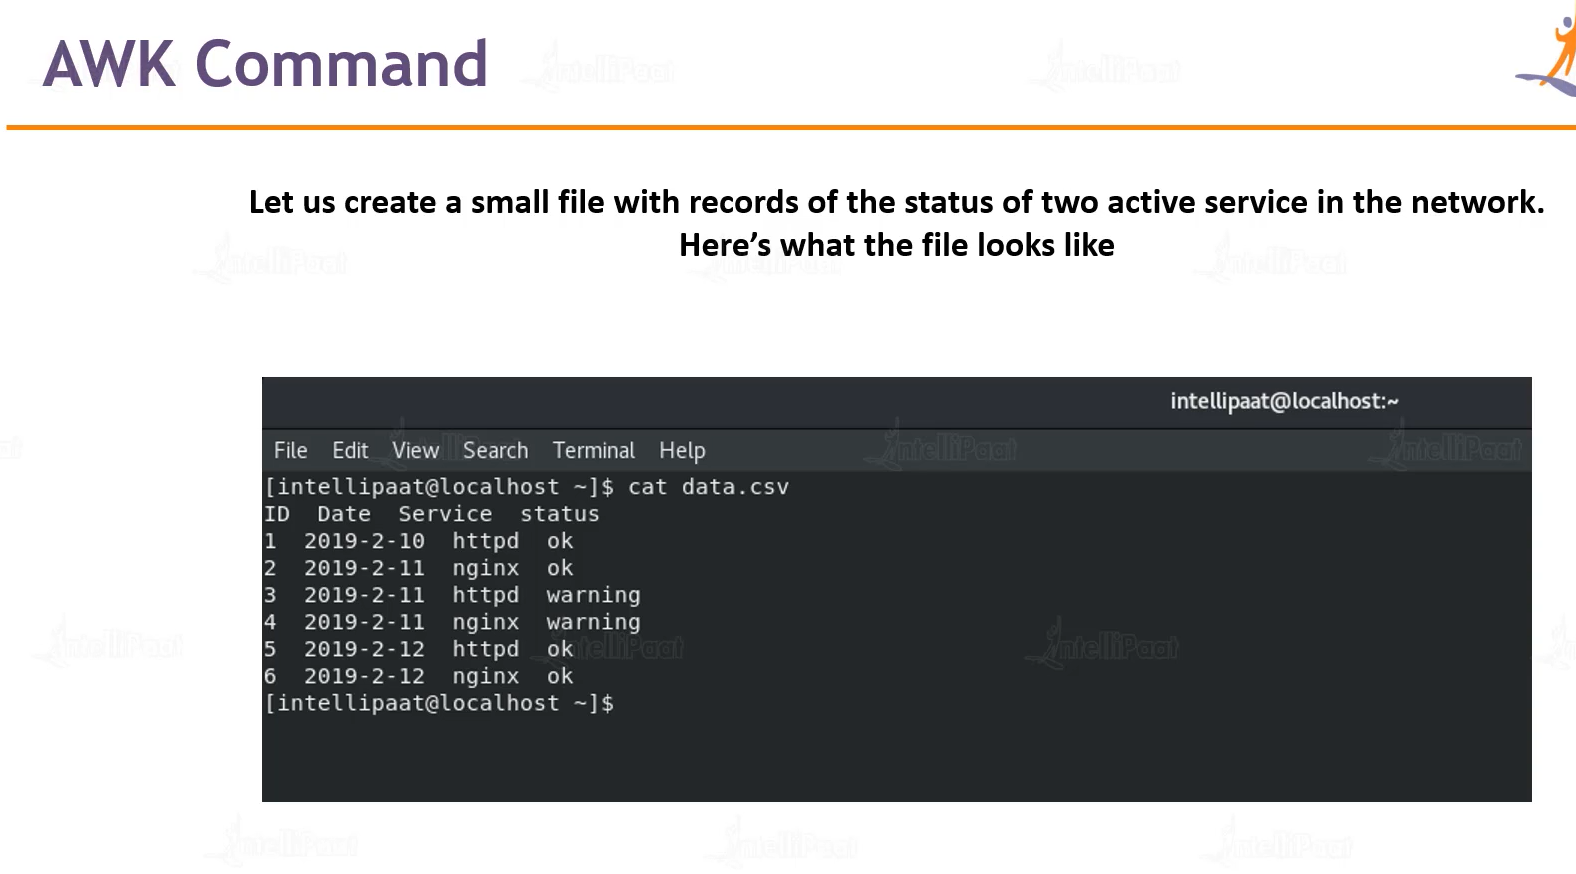 AWK Command
Let us create a small file with records of the status of two active service in the network.
Here’s what the file looks like
intellipaat@localhost:~
File Edit View Search Terminal Help
[intellipaat@localhost ~]$ cat data.csv
ID  Date  Service  status
1  2019-2-10  httpd  ok
2  2019-2-11  nginx  ok
3  2019-2-11  httpd  warning
4  2019-2-11  nginx  warning
5  2019-2-12  httpd  ok
6  2019-2-12  nginx  ok
[intellipaat@localhost ~]$
IntelliPaat